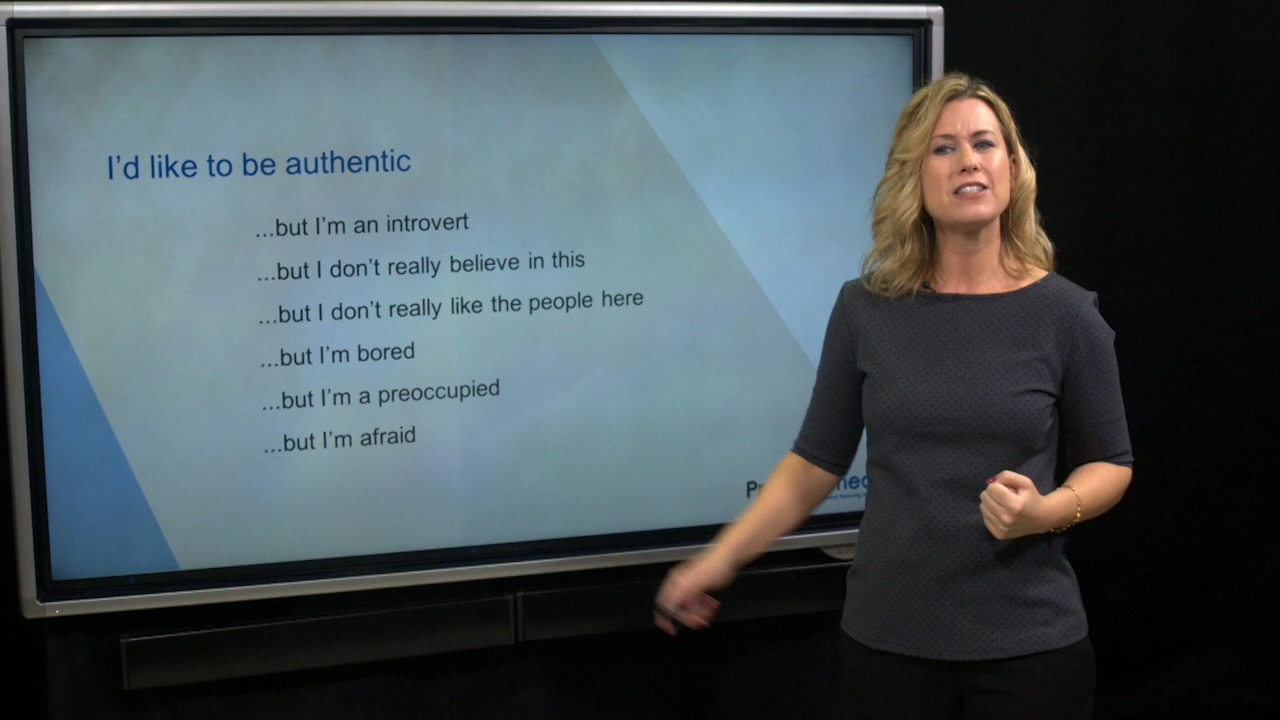 I'd like to be authentic
...but I'm an introvert
...but I don't really believe in this
...but I don't really like the people here
...but I'm bored
...but I'm a preoccupied
...but I'm afraid